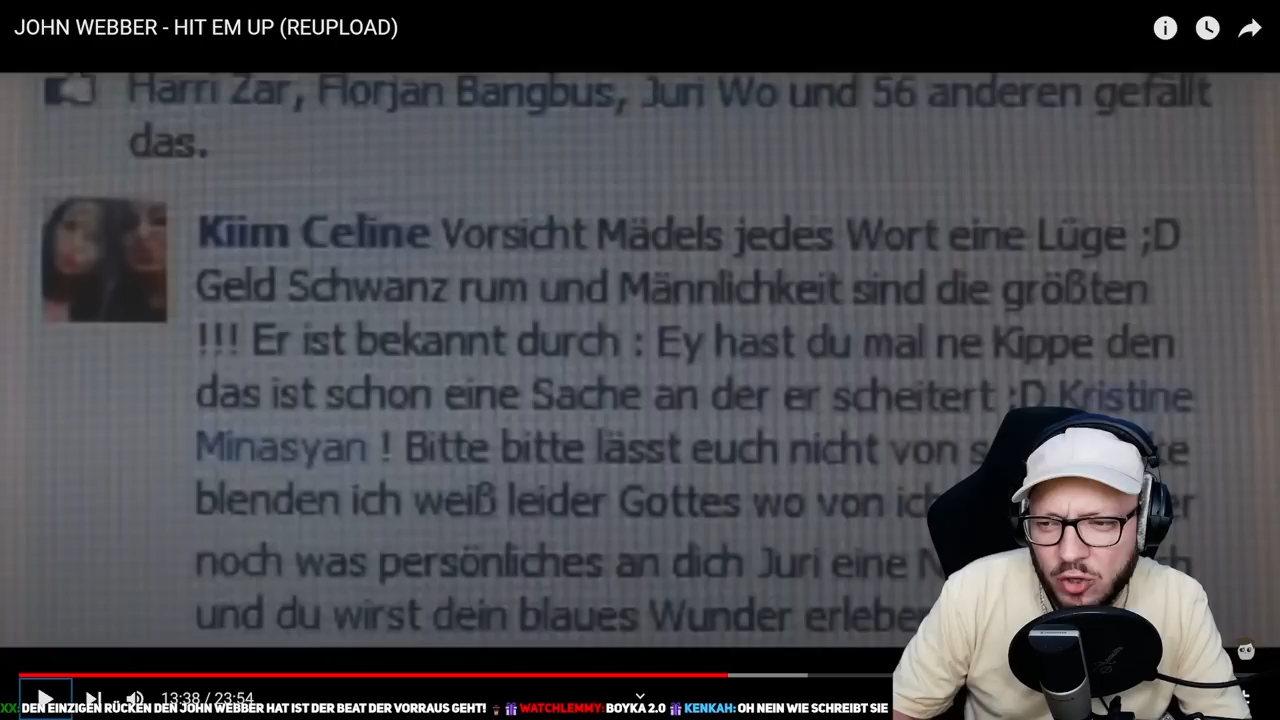 JOHN WEBBER - HIT EM UP (REUPLOAD)
Harri Zar, Florjan Bangbus, Juri Wo und 56 anderen gefällt
das.
Kiim Celine Vorsicht Mädels jedes Wort eine Lüge ;D
Geld Schwanz rum und Männlichkeit sind die größten
!!! Er ist bekannt durch : Ey hast du mal ne Kippe den
das ist schon eine Sache an der er scheitert :D Kristine
Minasyan ! Bitte bitte lässt euch nicht von
blenden ich weiß leider Gottes wo von
noch was persönliches an dich Juri eine
und du wirst dein blaues Wunder
13:38 / 23:54
XX: DEN EINZIGEN RÜCKEN DEN JOHN WEBBER HAT IST DER BEAT DER VORRAUS GEHT! WATCHLEMMY: BOYKA 2.0 KENKAH: OH NEIN WIE SCHREIBT SIE